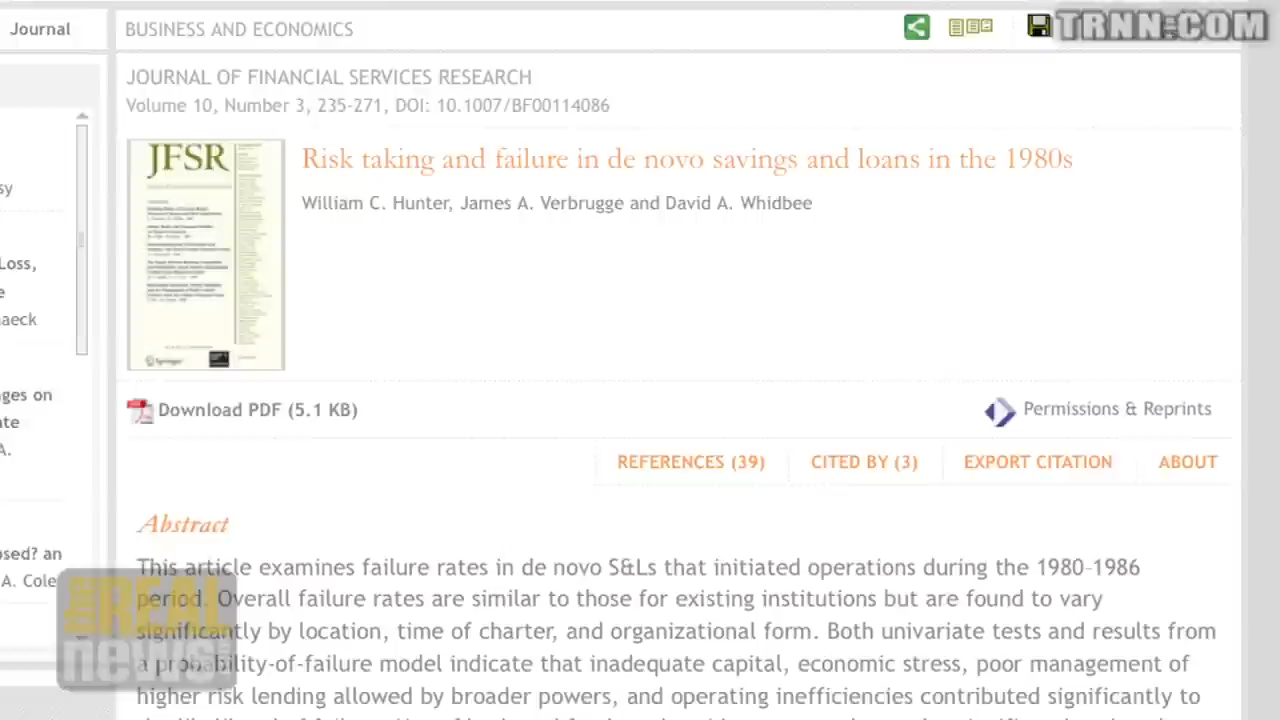 Journal
BUSINESS AND ECONOMICS
TRNN.COM
JOURNAL OF FINANCIAL SERVICES RESEARCH
Volume 10, Number 3, 235-271, DOI: 10.1007/BF00114086
JFSR
Risk taking and failure in de novo savings and loans in the 1980s
William C. Hunter, James A. Verbrugge and David A. Whidbee
sy
Loss,
e
aeck
Springer
ges on
te
A.
Download PDF (5.1 KB)
Permissions & Reprints
REFERENCES (39)
CITED BY (3)
EXPORT CITATION
ABOUT
Abstract
osed? an
A. Cole
This article examines failure rates in de novo S&Ls that initiated operations during the 1980-1986
period. Overall failure rates are similar to those for existing institutions but are found to vary
significantly by location, time of charter, and organizational form. Both univariate tests and results from
a probability-of-failure model indicate that inadequate capital, economic stress, poor management of
higher risk lending allowed by broader powers, and operating inefficiencies contributed significantly to
THE REAL
news